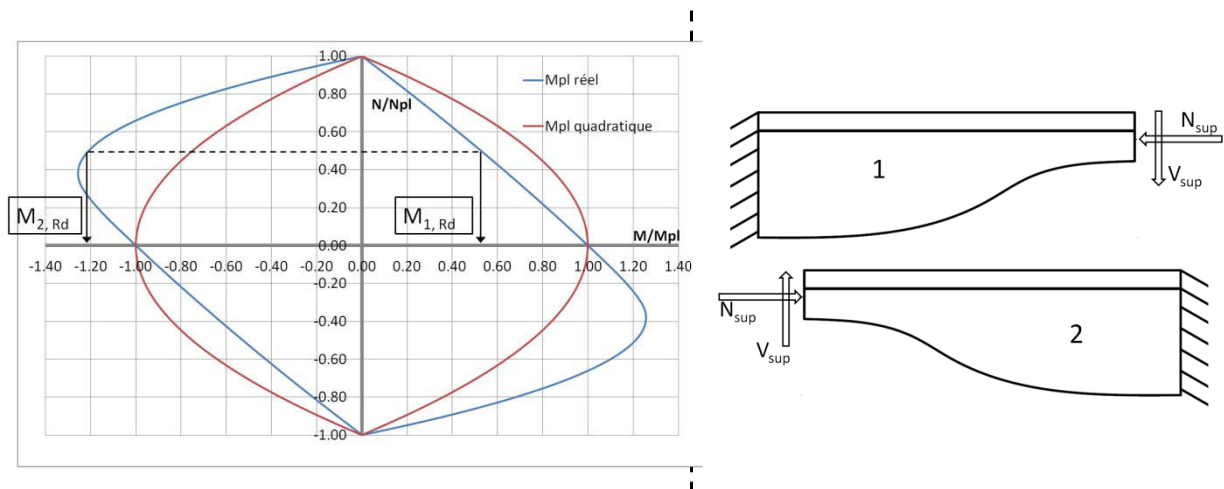 1.00
0.80
0.60
0.40
0.20
0.00
-0.20
-0.40
-0.60
-0.80
-1.00
-1.40 -1.20 -1.00 -0.80 -0.60 -0.40 -0.20 0.00 0.20 0.40 0.60 0.80 1.00 1.20 1.40
N/Npl
M/Mpl
Mpl réel
Mpl quadratique
M2, Rd
M1, Rd
1
Nsup
Vsup
Nsup
Vsup
2